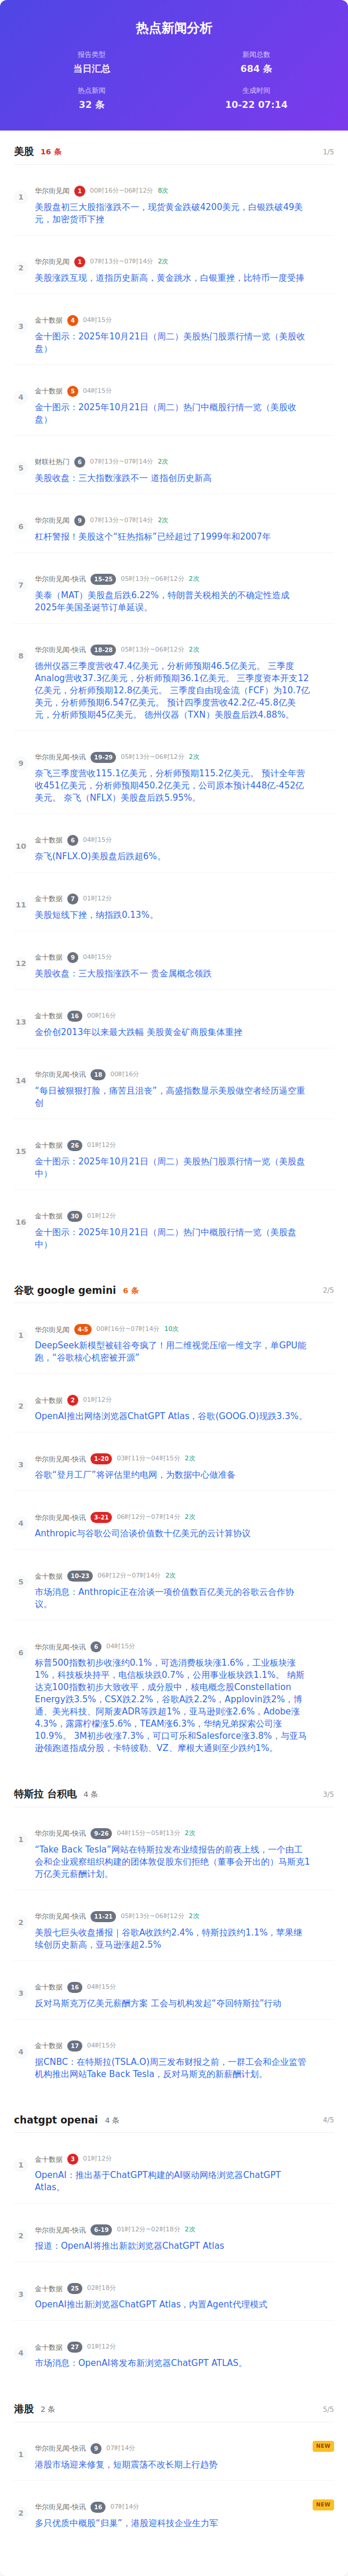 热点新闻分析
报告类型
新闻总数
当日汇总
684 条
热点新闻
生成时间
32 条
10-22 07:14
美股 16 条 1/5
1
华尔街见闻 1 00时16分~06时12分 8次
美股盘初三大股指涨跌不一，现货黄金跌破4200美元，白银跌破49美
元，加密货币下挫
2
华尔街见闻 1 07时13分~07时14分 2次
美股涨跌互现，道指历史新高，黄金跳水，白银重挫，比特币一度受捧
3
金十数据 4 04时15分
金十图示：2025年10月21日（周二）美股热门股票行情一览（美股收
盘）
4
金十数据 5 04时15分
金十图示：2025年10月21日（周二）热门中概股行情一览（美股收
盘）
5
财联社热门 6 07时13分~07时14分 2次
美股收盘：三大指数涨跌不一 道指创历史新高
6
华尔街见闻 9 07时13分~07时14分 2次
杠杆警报！美股这个“狂热指标”已经超过了1999年和2007年
7
华尔街见闻-快讯 15-25 05时13分~06时12分 2次
美泰（MAT）美股盘后跌6.22%，特朗普关税相关的不确定性造成
2025年美国圣诞节订单延误。
8
华尔街见闻-快讯 18-28 05时13分~06时12分 2次
德州仪器三季度营收47.4亿美元，分析师预期46.5亿美元。 三季度
Analog营收37.3亿美元，分析师预期36.1亿美元。 三季度资本开支12
亿美元，分析师预期12.8亿美元。 三季度自由现金流（FCF）为10.7亿
美元，分析师预期6.547亿美元。 预计四季度营收42.2亿-45.8亿美
元，分析师预期45亿美元。 德州仪器（TXN）美股盘后跌4.88%。
9
华尔街见闻-快讯 19-29 05时13分~06时12分 2次
奈飞三季度营收115.1亿美元，分析师预期115.2亿美元。 预计全年营
收451亿美元，分析师预期450.2亿美元，公司原本预计448亿-452亿
美元。 奈飞（NFLX）美股盘后跌5.95%。
10
金十数据 6 04时15分
奈飞(NFLX.O)美股盘后跌超6%。
11
金十数据 7 01时12分
美股短线下挫，纳指跌0.13%。
12
金十数据 9 04时15分
美股收盘：三大股指涨跌不一 贵金属概念领跌
13
金十数据 16 00时16分
金价创2013年以来最大跌幅 美股黄金矿商股集体重挫
14
华尔街见闻-快讯 18 00时16分
“每日被狠狠打脸，痛苦且沮丧”，高盛指数显示美股做空者经历逼空重
创
15
金十数据 26 01时12分
金十图示：2025年10月21日（周二）美股热门股票行情一览（美股盘
中）
16
金十数据 30 01时12分
金十图示：2025年10月21日（周二）热门中概股行情一览（美股盘
中）
谷歌 google gemini 6 条 2/5
1
华尔街见闻 4-5 00时16分~07时14分 10次
DeepSeek新模型被硅谷夸疯了！用二维视觉压缩一维文字，单GPU能
跑，“谷歌核心机密被开源”
2
金十数据 2 01时12分
OpenAI推出网络浏览器ChatGPT Atlas，谷歌(GOOG.O)现跌3.3%。
3
华尔街见闻-快讯 1-20 03时11分~04时15分 2次
谷歌“登月工厂”将评估里约电网，为数据中心做准备
4
华尔街见闻-快讯 3-21 06时12分~07时14分 2次
Anthropic与谷歌公司洽谈价值数十亿美元的云计算协议
5
金十数据 10-23 06时12分~07时14分 2次
市场消息：Anthropic正在洽谈一项价值数百亿美元的谷歌云合作协
议。
6
华尔街见闻-快讯 6 04时15分
标普500指数初步收涨约0.1%，可选消费板块涨1.6%，工业板块涨
1%，科技板块持平，电信板块跌0.7%，公用事业板块跌1.1%。 纳斯
达克100指数初步大致收平，成分股中，核电概念股Constellation
Energy跌3.5%，CSX跌2.2%，谷歌A跌2.2%，Applovin跌2%，博
通、美光科技、阿斯麦ADR等跌超1%，亚马逊则涨2.6%，Adobe涨
4.3%，露露柠檬涨5.6%，TEAM涨6.3%，华纳兄弟探索公司涨
10.9%。 3M初步收涨7.3%，可口可乐和Salesforce涨3.8%，与亚马
逊领跑道指成分股，卡特彼勒、VZ、摩根大通则至少跌约1%。
特斯拉 台积电 4 条 3/5
1
华尔街见闻-快讯 9-26 04时15分~05时13分 2次
“Take Back Tesla”网站在特斯拉发布业绩报告的前夜上线，一个由工
会和企业观察组织构建的团体敦促股东们拒绝（董事会开出的）马斯克1
万亿美元薪酬计划。
2
华尔街见闻-快讯 11-21 05时13分~06时12分 2次
美股七巨头收盘播报｜谷歌A收跌约2.4%，特斯拉跌约1.1%，苹果继
续创历史新高，亚马逊涨超2.5%
3
金十数据 16 04时15分
反对马斯克万亿美元薪酬方案 工会与机构发起“夺回特斯拉”行动
4
金十数据 17 04时15分
据CNBC：在特斯拉(TSLA.O)周三发布财报之前，一群工会和企业监管
机构推出网站Take Back Tesla，反对马斯克的新薪酬计划。
chatgpt openai 4 条 4/5
1
金十数据 3 01时12分
OpenAI：推出基于ChatGPT构建的AI驱动网络浏览器ChatGPT
Atlas。
2
华尔街见闻-快讯 6-19 01时12分~02时18分 2次
报道：OpenAI将推出新款浏览器ChatGPT Atlas
3
金十数据 25 02时18分
OpenAI推出新浏览器ChatGPT Atlas，内置Agent代理模式
4
金十数据 27 01时12分
市场消息：OpenAI将发布新浏览器ChatGPT ATLAS。
港股 2 条 5/5
1
华尔街见闻-快讯 9 07时14分 NEW
港股市场迎来修复，短期震荡不改长期上行趋势
2
华尔街见闻-快讯 16 07时14分 NEW
多只优质中概股“归巢”，港股迎科技企业生力军